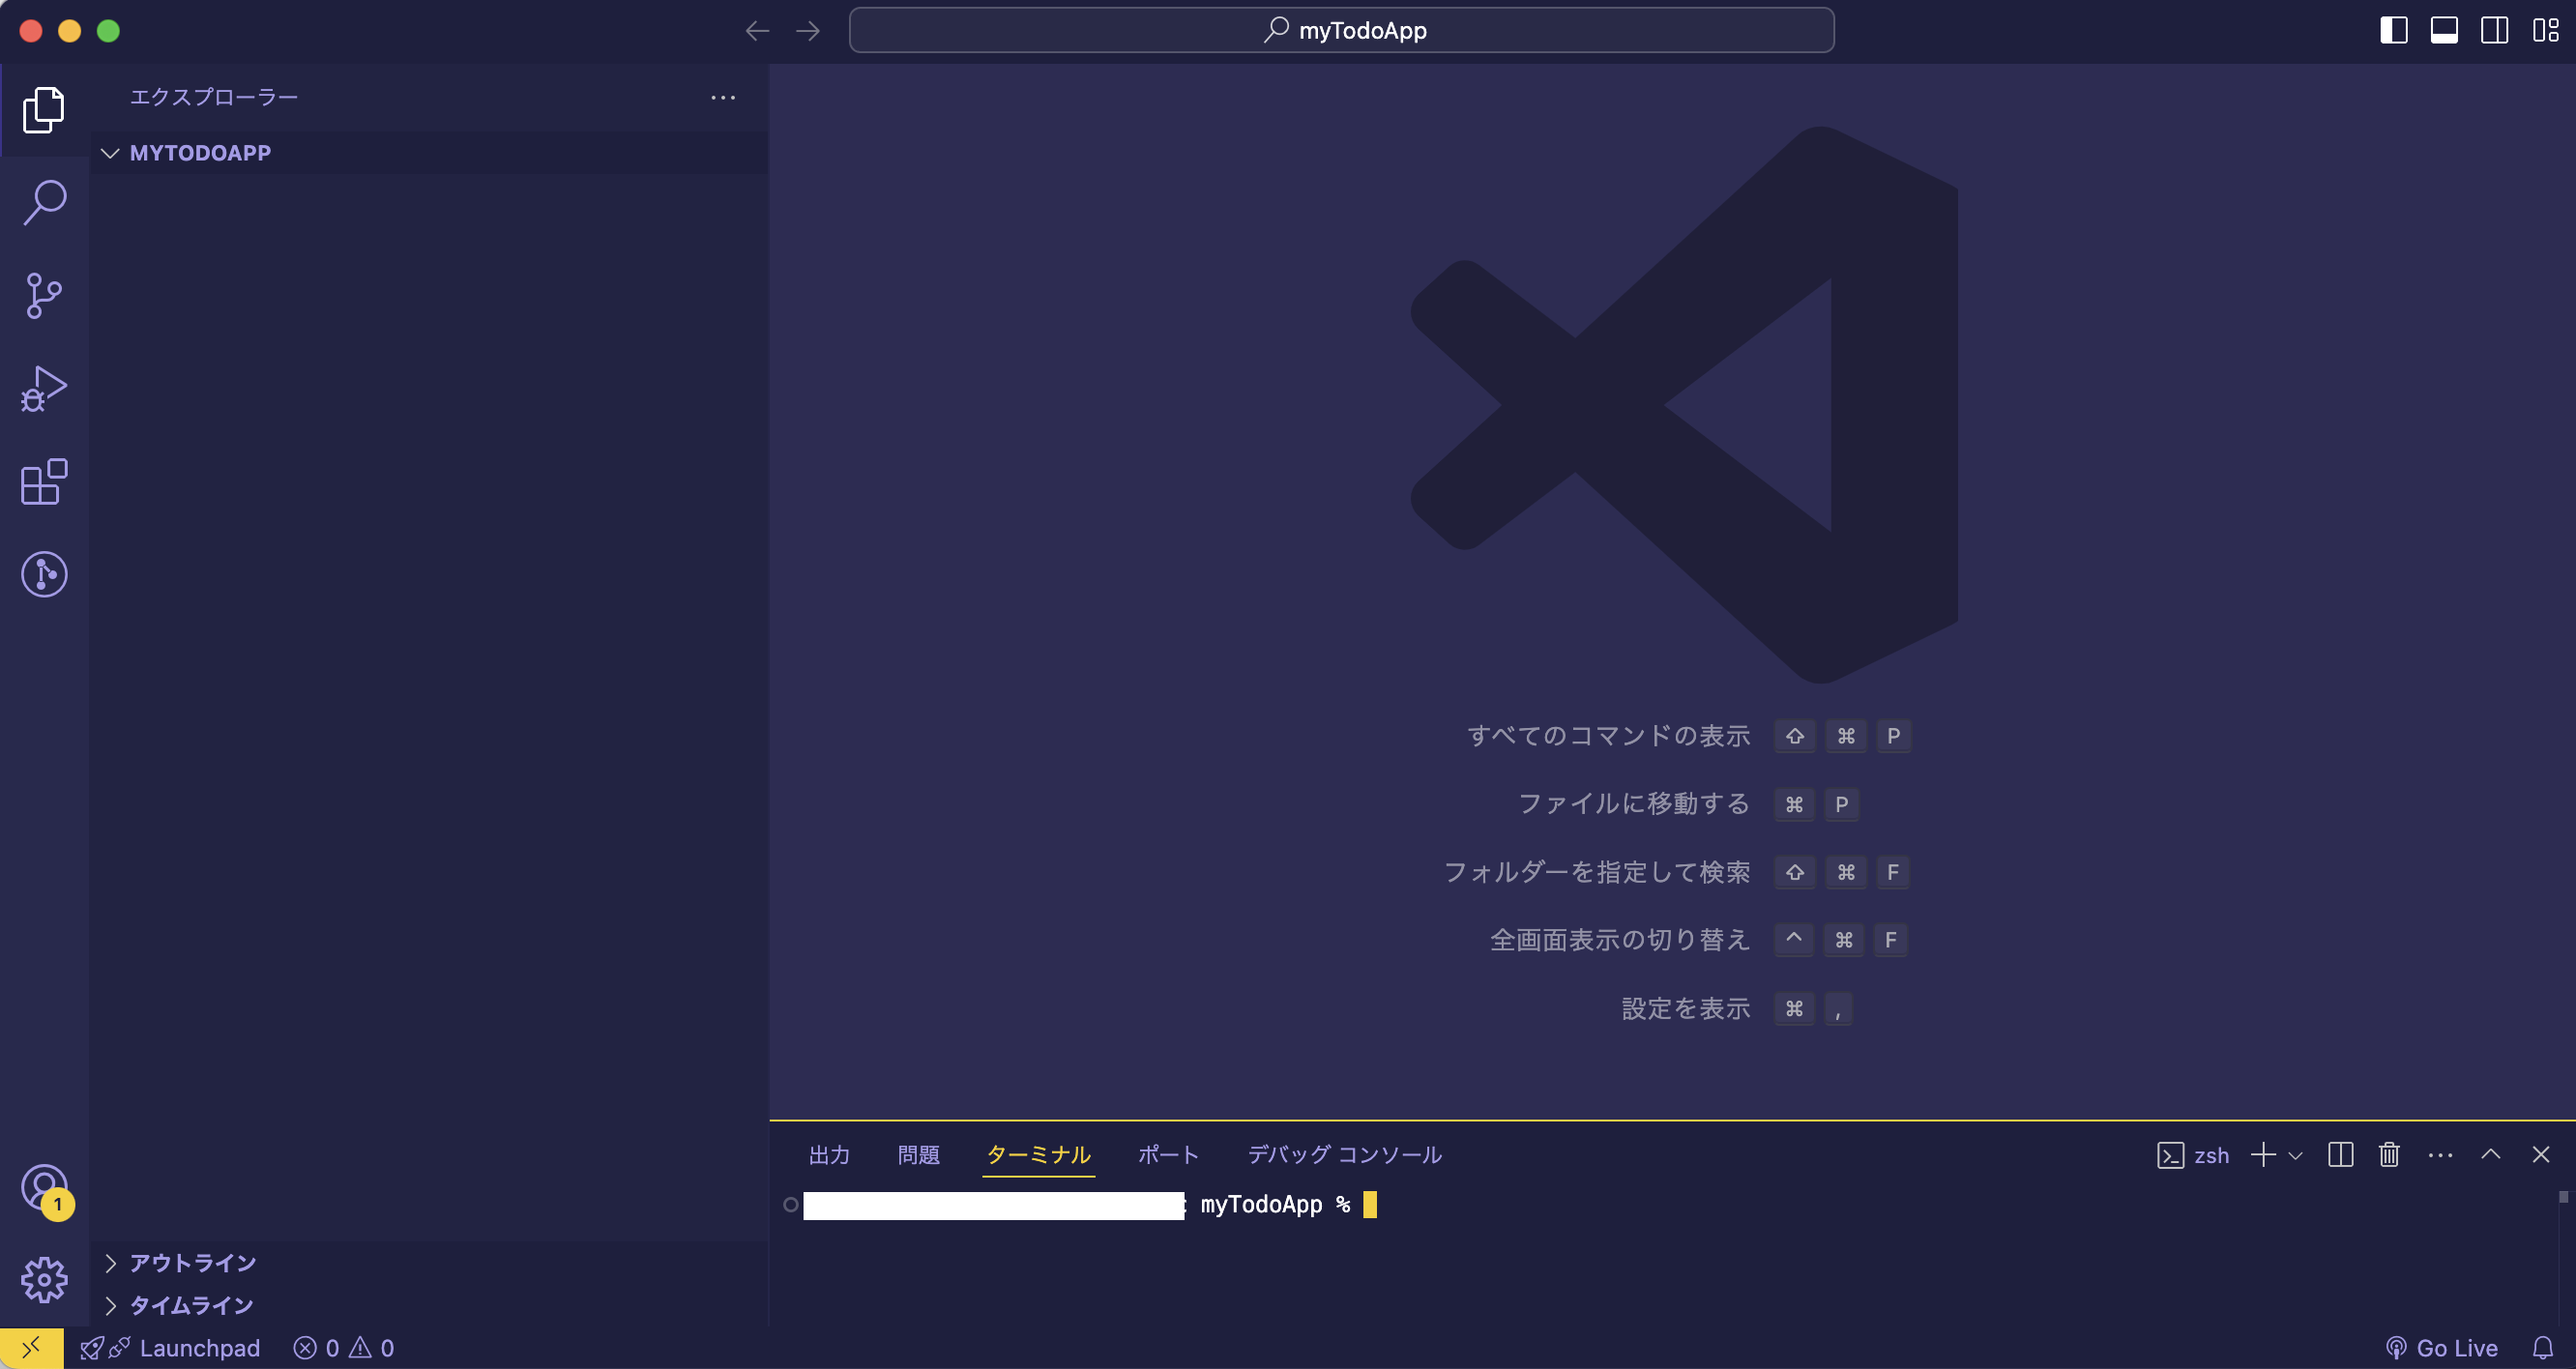 myTodoApp
エクスプローラー
MYTODOAPP
すべてのコマンドの表示 ⇧ ⌘ P
ファイルに移動する ⌘ P
フォルダーを指定して検索 ⇧ ⌘ F
全画面表示の切り替え ^ ⌘ F
設定を表示 ⌘ ,
出力 問題 ターミナル ポート デバッグ コンソール zsh
myTodoApp %
1
アウトライン
タイムライン
Launchpad 0 0 Go Live